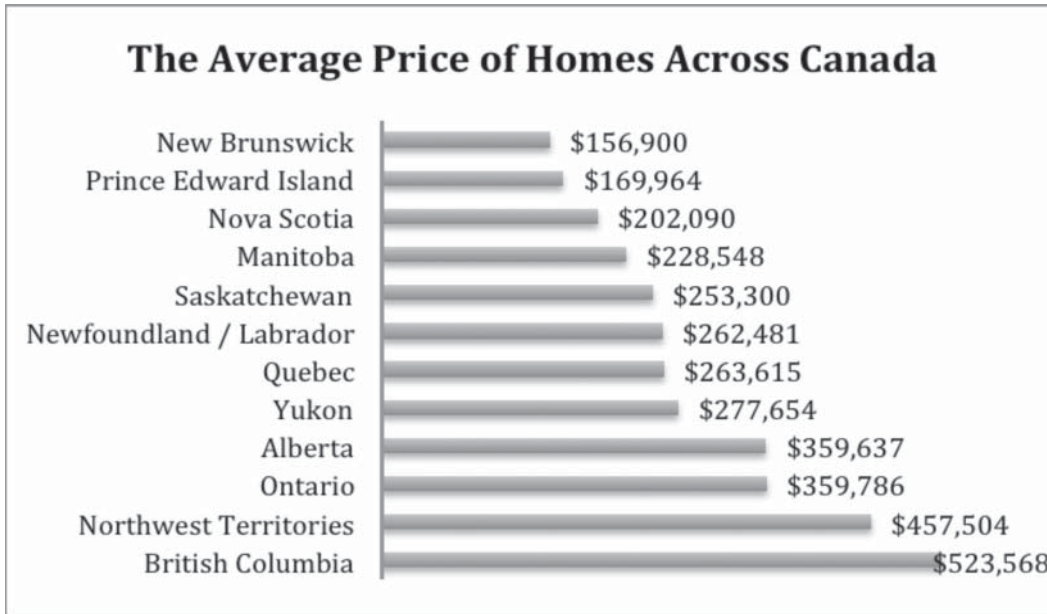 The Average Price of Homes Across Canada
New Brunswick $156,900
Prince Edward Island $169,964
Nova Scotia $202,090
Manitoba $228,548
Saskatchewan $253,300
Newfoundland / Labrador $262,481
Quebec $263,615
Yukon $277,654
Alberta $359,637
Ontario $359,786
Northwest Territories $457,504
British Columbia $523,568